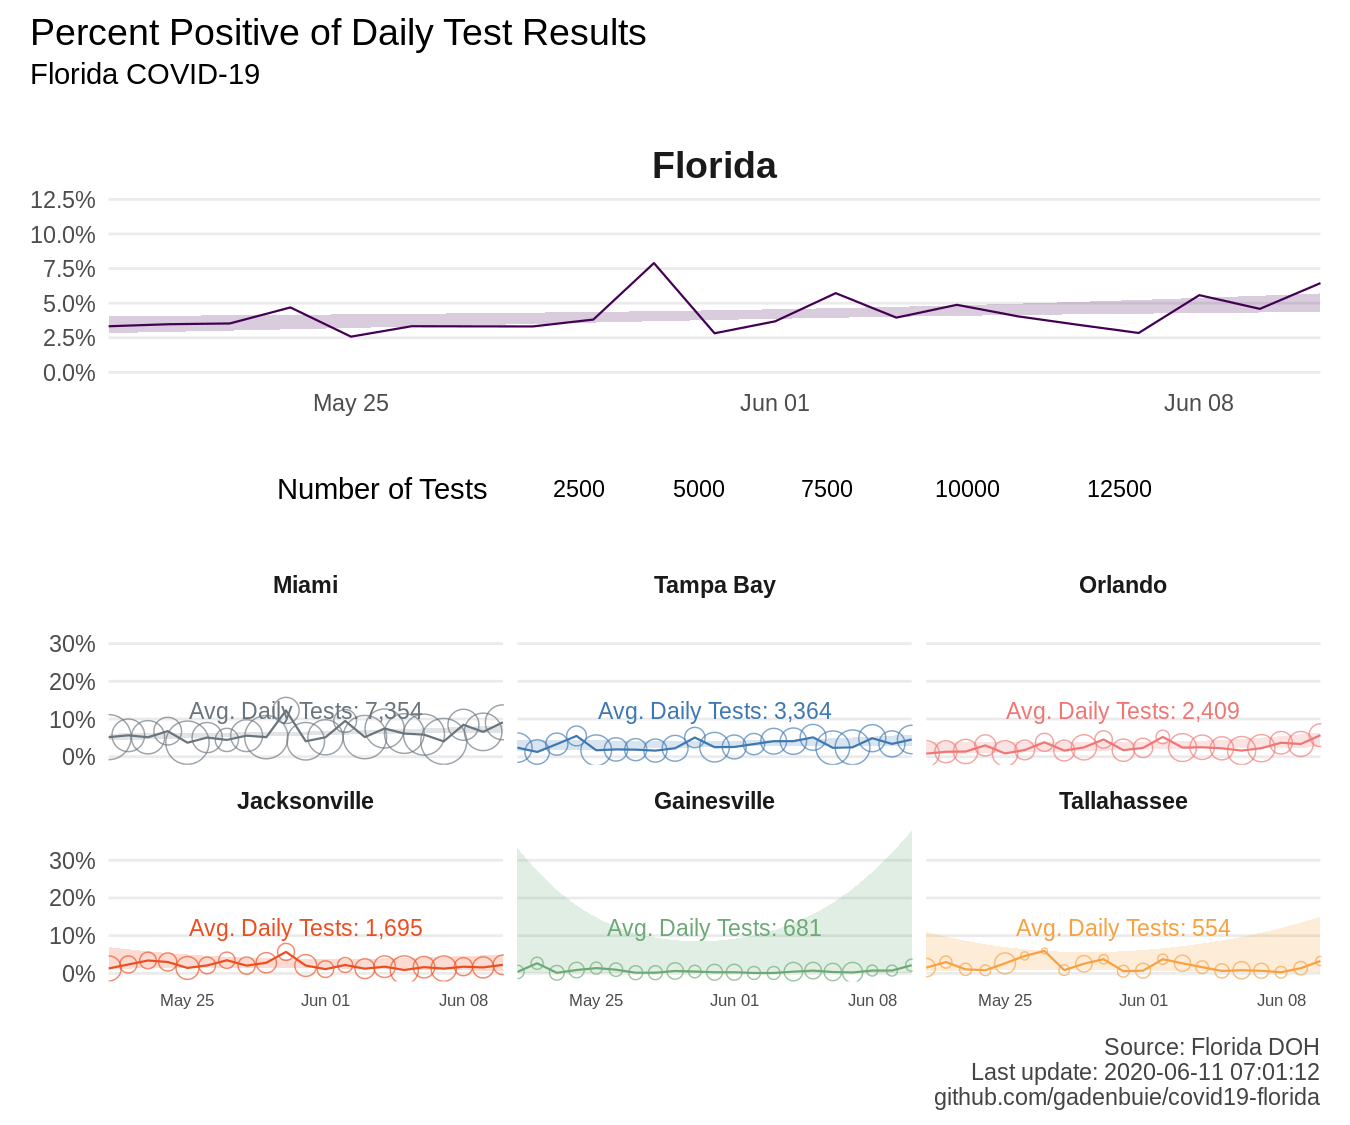 Percent Positive of Daily Test Results
Florida COVID-19
Florida
12.5%
10.0%
7.5%
5.0%
2.5%
0.0%
May 25 Jun 01 Jun 08
Number of Tests 2500 5000 7500 10000 12500
Miami Tampa Bay Orlando
30%
20%
10%
0%
Avg. Daily Tests: 7,354 Avg. Daily Tests: 3,364 Avg. Daily Tests: 2,409
Jacksonville Gainesville Tallahassee
30%
20%
10%
0%
Avg. Daily Tests: 1,695 Avg. Daily Tests: 681 Avg. Daily Tests: 554
May 25 Jun 01 Jun 08 May 25 Jun 01 Jun 08 May 25 Jun 01 Jun 08
Source: Florida DOH
Last update: 2020-06-11 07:01:12
github.com/gadenbuie/covid19-florida